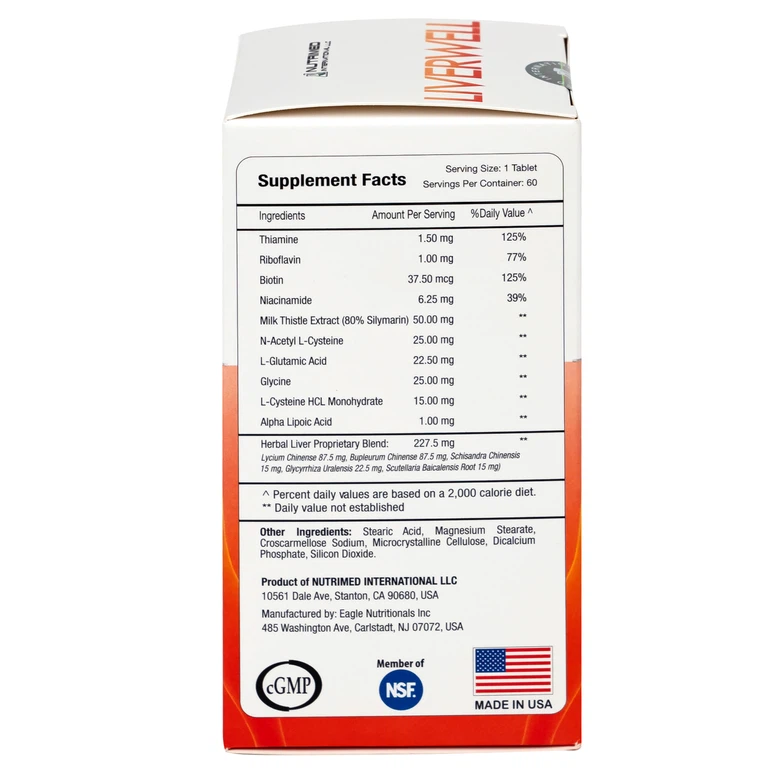 NUTRIMED
INTERNATIONAL LLC
LIVERWELL
Supplement Facts
Serving Size: 1 Tablet
Servings Per Container: 60
Ingredients Amount Per Serving %Daily Value ^
Thiamine 1.50 mg 125%
Riboflavin 1.00 mg 77%
Biotin 37.50 mcg 125%
Niacinamide 6.25 mg 39%
Milk Thistle Extract (80% Silymarin) 50.00 mg **
N-Acetyl L-Cysteine 25.00 mg **
L-Glutamic Acid 22.50 mg **
Glycine 25.00 mg **
L-Cysteine HCL Monohydrate 15.00 mg **
Alpha Lipoic Acid 1.00 mg **
Herbal Liver Proprietary Blend: 227.5 mg **
Lycium Chinense 87.5 mg, Bupleurum Chinense 87.5 mg, Schisandra Chinensis
15 mg, Glycyrrhiza Uralensis 22.5 mg, Scutellaria Baicalensis Root 15 mg)
^ Percent daily values are based on a 2,000 calorie diet.
** Daily value not established
Other Ingredients: Stearic Acid, Magnesium Stearate,
Croscarmellose Sodium, Microcrystalline Cellulose, Dicalcium
Phosphate, Silicon Dioxide.
Product of NUTRIMED INTERNATIONAL LLC
10561 Dale Ave, Stanton, CA 90680, USA
Manufactured by: Eagle Nutritionals Inc
485 Washington Ave, Carlstadt, NJ 07072, USA
cGMP
Member of
NSF.
MADE IN USA